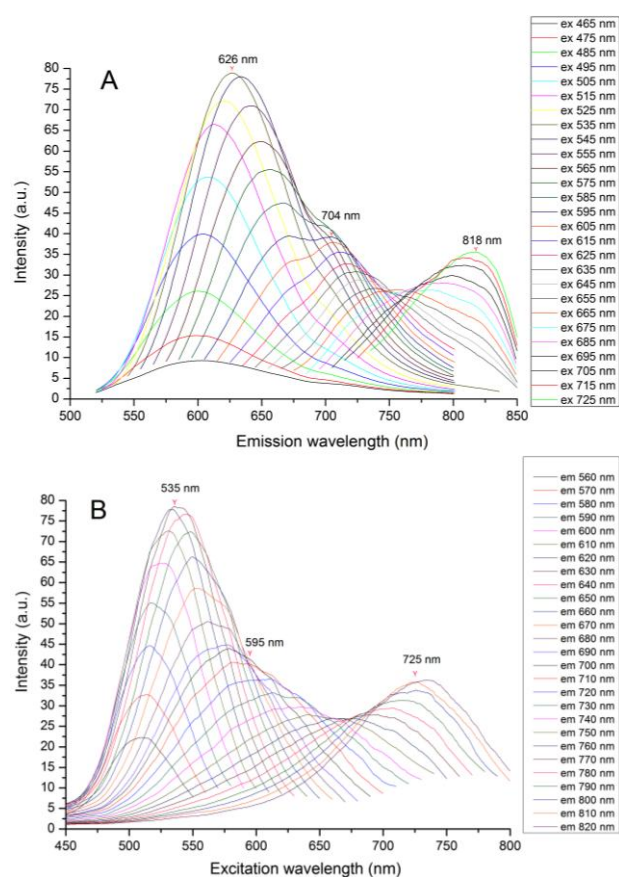 A
626 nm
704 nm
818 nm
Intensity (a.u.)
80
75
70
65
60
55
50
45
40
35
30
25
20
15
10
5
0
500 550 600 650 700 750 800 850
Emission wavelength (nm)
ex 465 nm
ex 475 nm
ex 485 nm
ex 495 nm
ex 505 nm
ex 515 nm
ex 525 nm
ex 535 nm
ex 545 nm
ex 555 nm
ex 565 nm
ex 575 nm
ex 585 nm
ex 595 nm
ex 605 nm
ex 615 nm
ex 625 nm
ex 635 nm
ex 645 nm
ex 655 nm
ex 665 nm
ex 675 nm
ex 685 nm
ex 695 nm
ex 705 nm
ex 715 nm
ex 725 nm
B
535 nm
595 nm
725 nm
Intensity (a.u.)
80
75
70
65
60
55
50
45
40
35
30
25
20
15
10
5
0
450 500 550 600 650 700 750 800
Excitation wavelength (nm)
em 560 nm
em 570 nm
em 580 nm
em 590 nm
em 600 nm
em 610 nm
em 620 nm
em 630 nm
em 640 nm
em 650 nm
em 660 nm
em 670 nm
em 680 nm
em 690 nm
em 700 nm
em 710 nm
em 720 nm
em 730 nm
em 740 nm
em 750 nm
em 760 nm
em 770 nm
em 780 nm
em 790 nm
em 800 nm
em 810 nm
em 820 nm